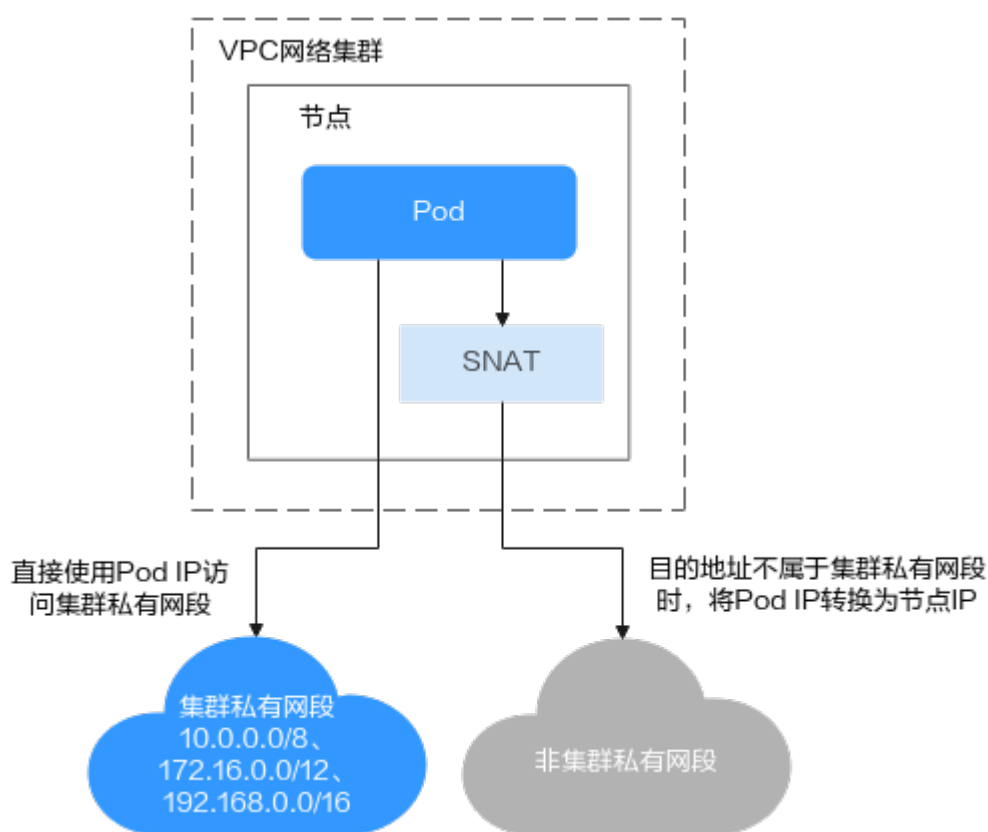 VPC网络集群
节点
Pod
SNAT
直接使用Pod IP访
问集群私有网段
目的地址不属于集群私有网段
时，将Pod IP转换为节点IP
集群私有网段
10.0.0.0/8、
172.16.0.0/12、
192.168.0.0/16
非集群私有网段